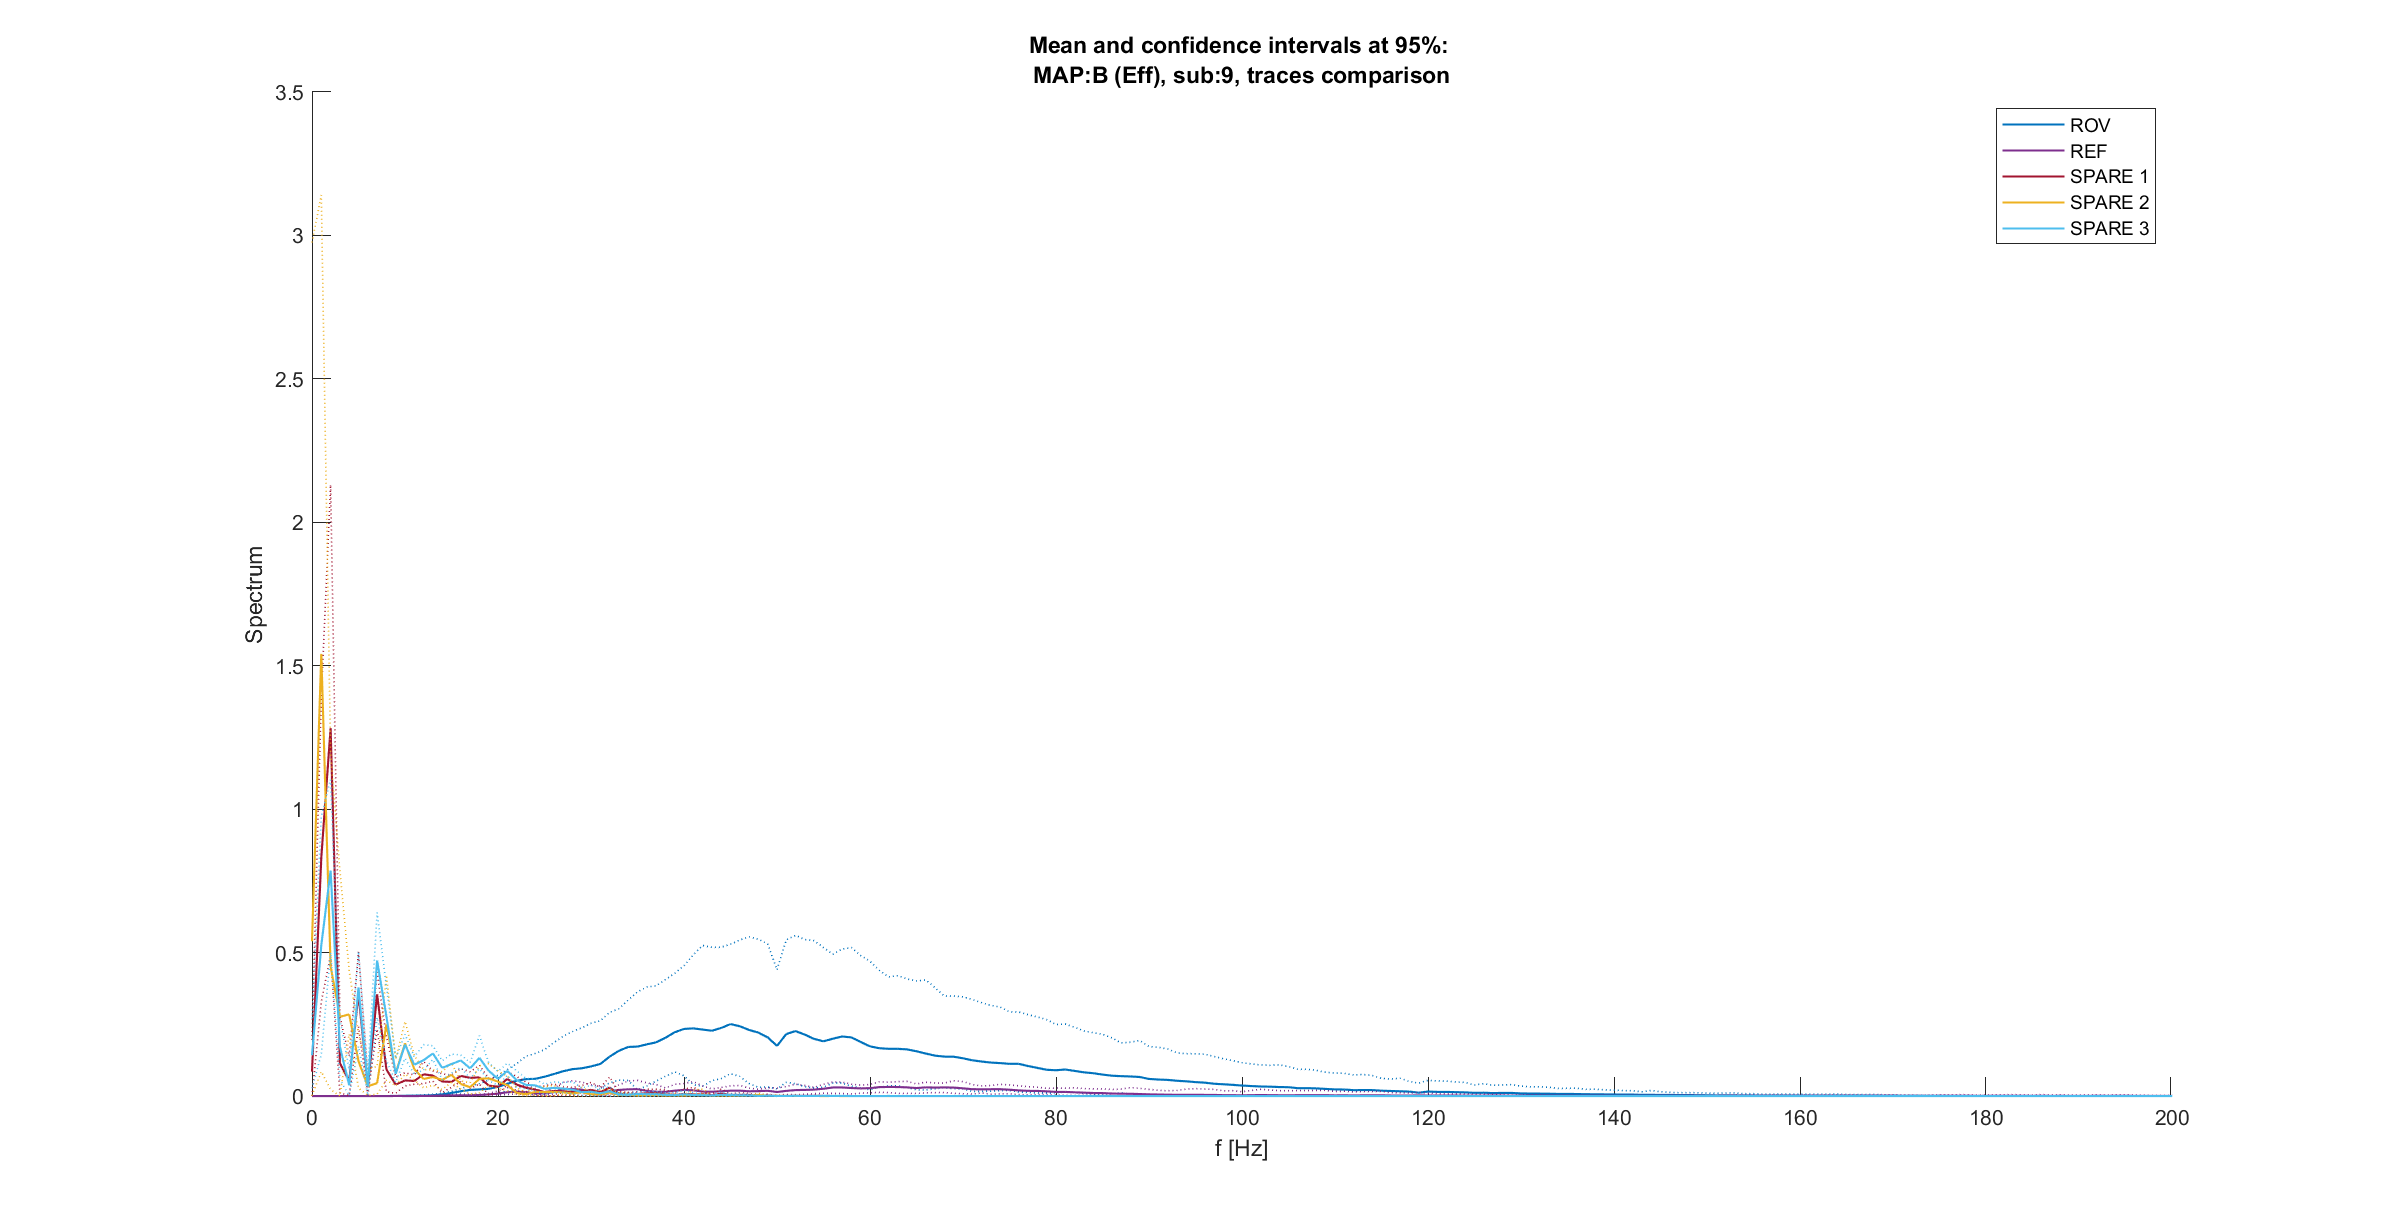 Mean and confidence intervals at 95%:
MAP:B (Eff), sub:9, traces comparison
3.5
3
2.5
2
1.5
1
0.5
0
Spectrum
ROV
REF
SPARE 1
SPARE 2
SPARE 3
0 20 40 60 80 100 120 140 160 180 200
f [Hz]